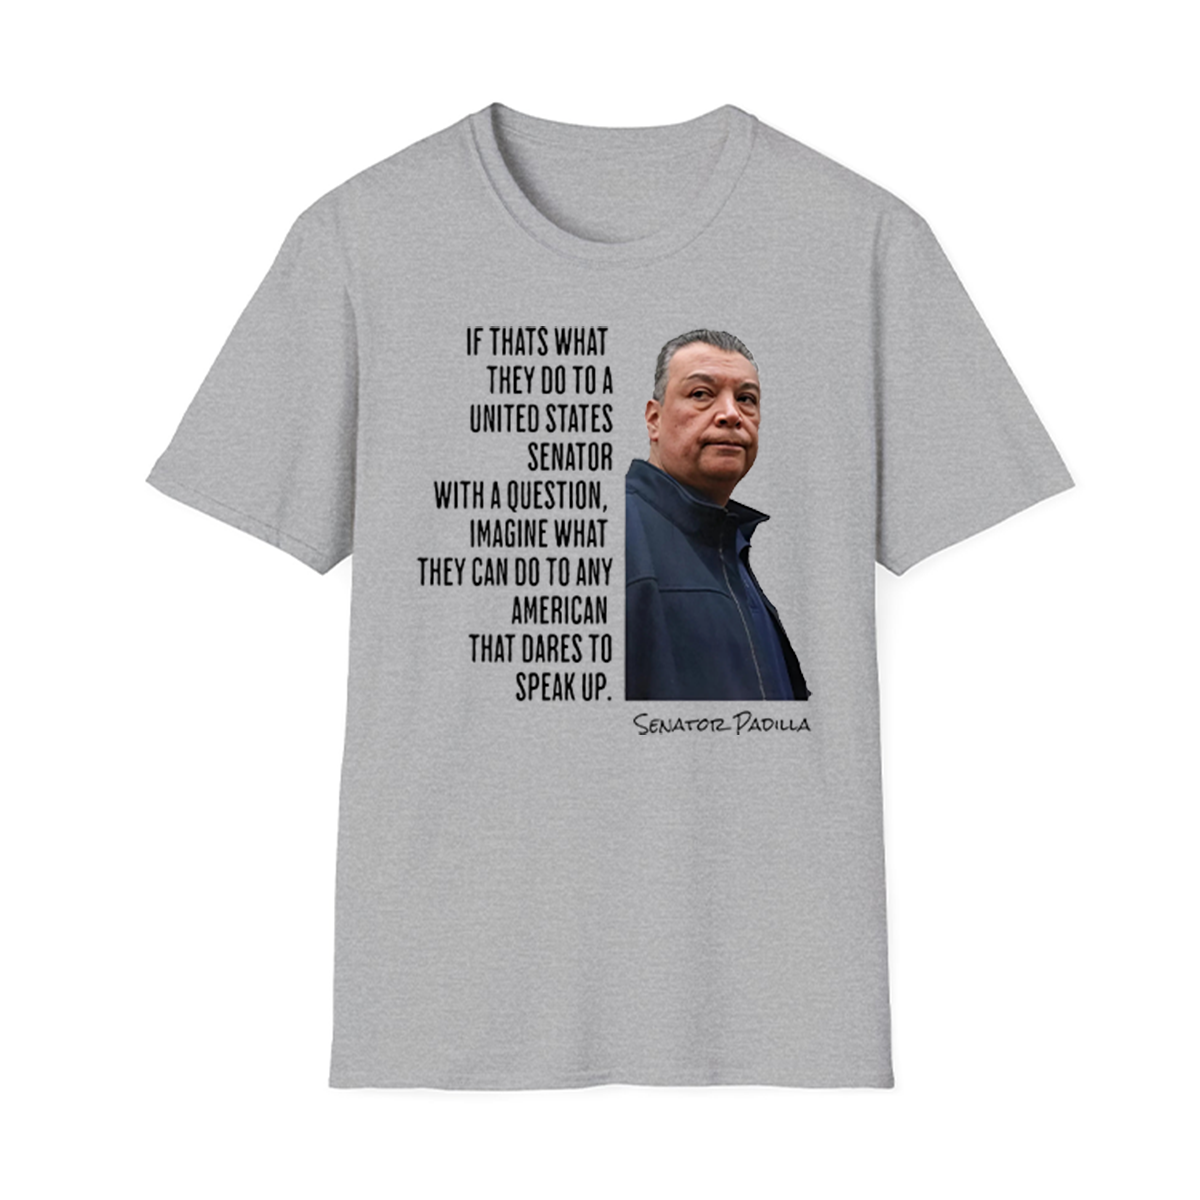 IF THATS WHAT
THEY DO TO A
UNITED STATES
SENATOR
WITH A QUESTION,
IMAGINE WHAT
THEY CAN DO TO ANY
AMERICAN
THAT DARES TO
SPEAK UP.
SENATOR PADILLA